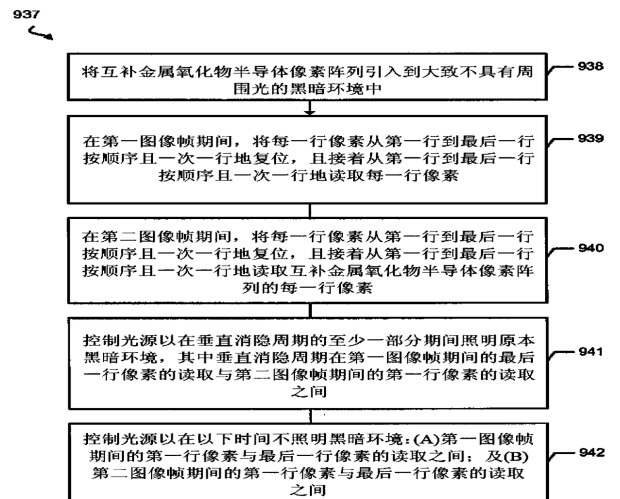 937
将互补金属氧化物半导体像素阵列引入到大致不具有周
围光的黑暗环境中
938
在第一图像帧期间，将每一行像素从第一行到最后一行
按顺序且一次一行地复位，且接着从第一行到最后一行
按顺序且一次一行地读取每一行像素
939
在第二图像帧期间，将每一行像素从第一行到最后一行
按顺序且一次一行地复位，且接着从第一行到最后一行
按顺序且一次一行地读取互补金属氧化物半导体像素阵
列的每一行像素
940
控制光源以在垂直消隐周期的至少一部分期间照明原本
黑暗环境，其中垂直消隐周期在第一图像帧期间的最后
一行像素的读取与第二图像帧期间的第一行像素的读取
之间
941
控制光源以在以下时间不照明黑暗环境：(A)第一图像帧
期间的第一行像素与最后一行像素的读取之间；及(B)
第二图像帧期间的第一行像素与最后一行像素的读取
之间
942